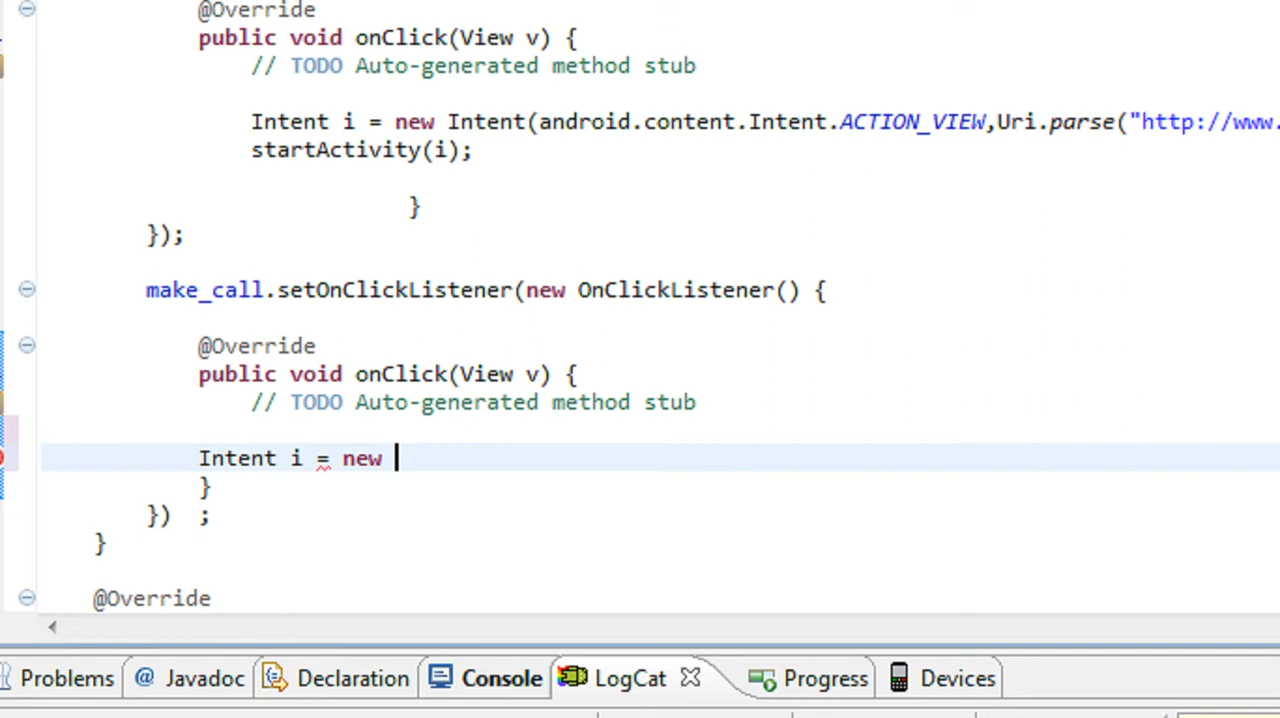 @Override
public void onClick(View v) {
// TODO Auto-generated method stub
Intent i = new Intent(android.content.Intent.ACTION_VIEW,Uri.parse("http://www.
startActivity(i);
}
});
make_call.setOnClickListener(new OnClickListener() {
@Override
public void onClick(View v) {
// TODO Auto-generated method stub
Intent i = new
}
})  ;
}
@Override
Problems @ Javadoc Declaration Console LogCat Progress Devices